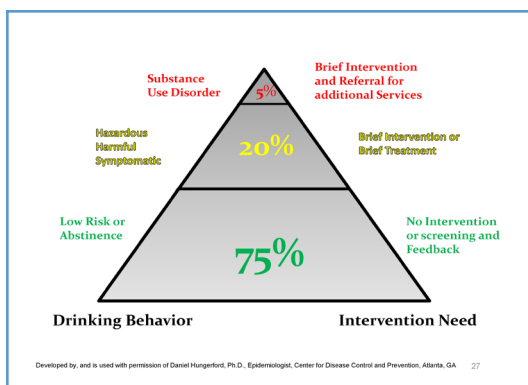 Substance
Use Disorder
5%
Brief Intervention
and Referral for
additional Services
Hazardous
Harmful
Symptomatic
20%
Brief Intervention or
Brief Treatment
Low Risk or
Abstinence
75%
No Intervention
or screening and
Feedback
Drinking Behavior
Intervention Need
Developed by, and is used with permission of Daniel Hungerford, Ph.D., Epidemiologist, Center for Disease Control and Prevention, Atlanta, GA
27